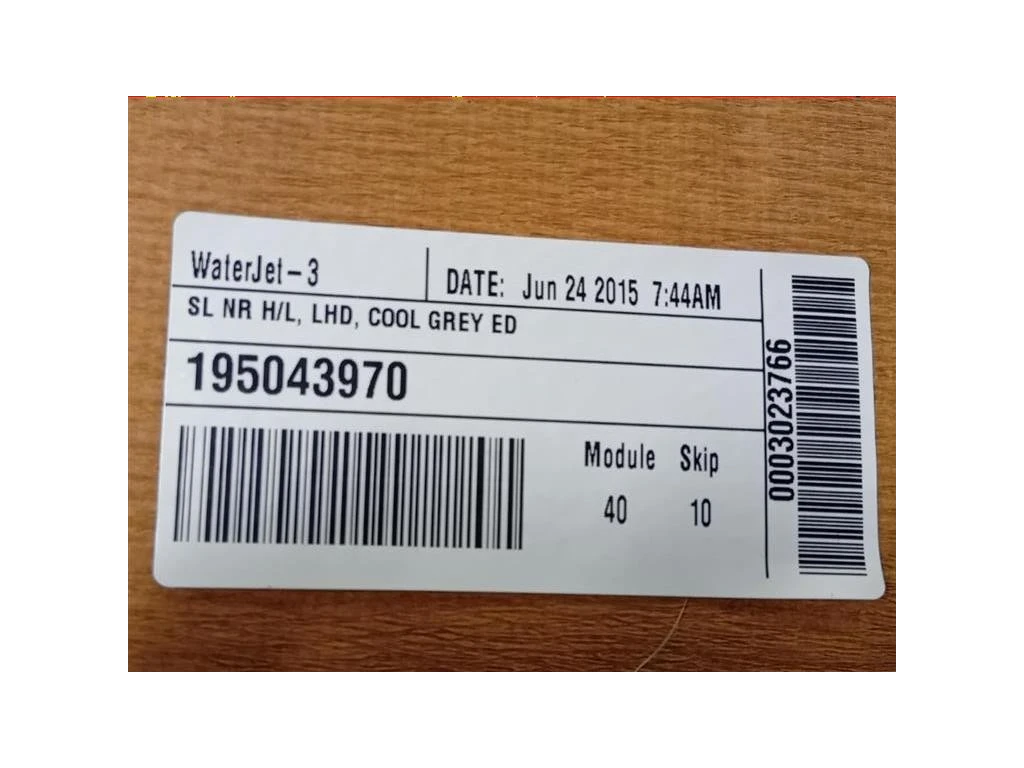 WaterJet-3
DATE: Jun 24 2015 7:44AM
SL NR H/L, LHD, COOL GREY ED
195043970
Module Skip
40 10
0003023766